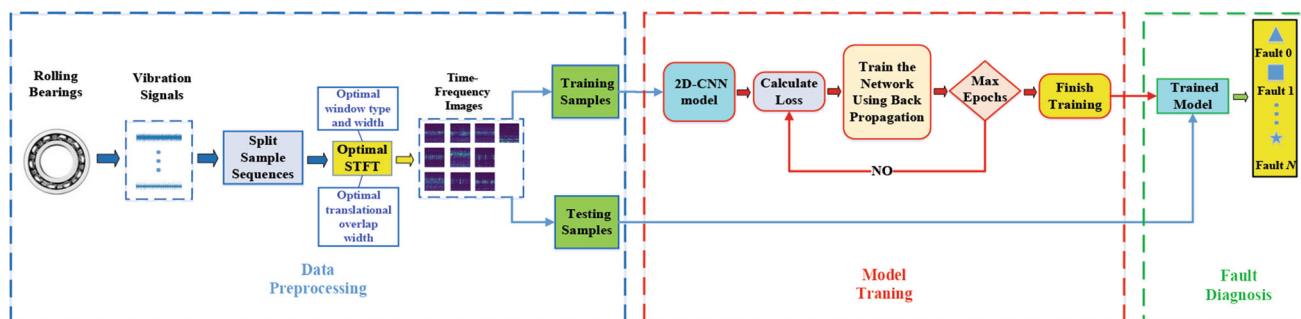 Rolling
Bearings
Vibration
Signals
Split
Sample
Sequences
Optimal
window type
and width
Optimal
STFT
Optimal
translational
overlap
width
Time-
Frequency
Images
Training
Samples
Testing
Samples
Data
Preprocessing
2D-CNN
model
Calculate
Loss
Train the
Network
Using Back
Propagation
Max
Epochs
NO
Finish
Training
Model
Traning
Trained
Model
Fault 0
Fault 1
Fault N
Fault
Diagnosis